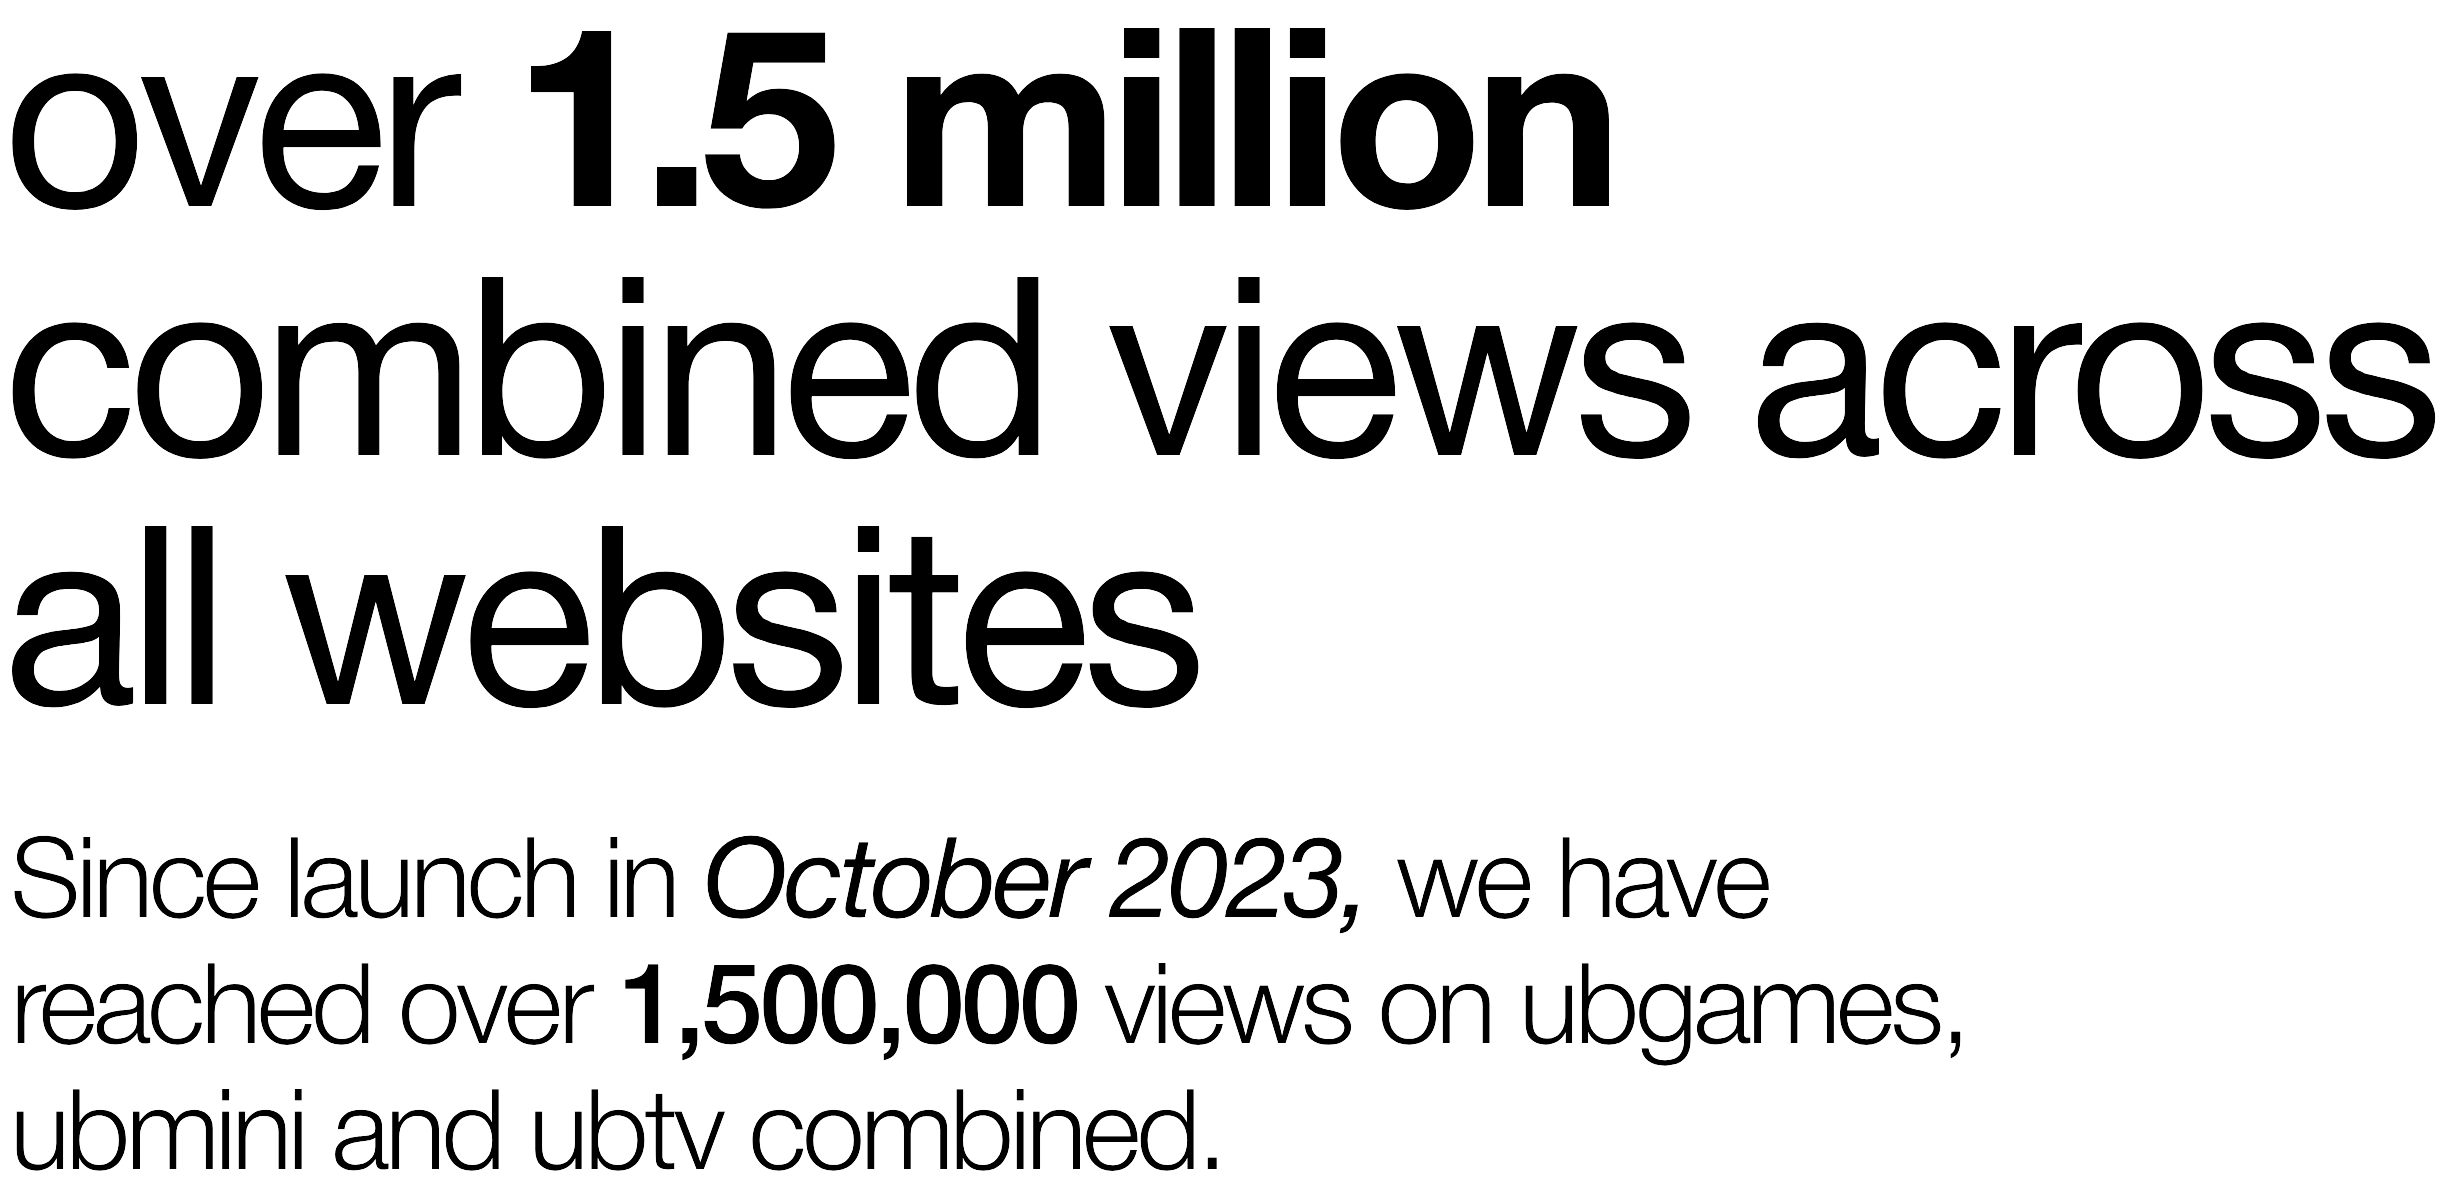 over 1.5 million
combined views across
all websites
Since launch in October 2023, we have
reached over 1,500,000 views on ubgames,
ubmini and ubtv combined.